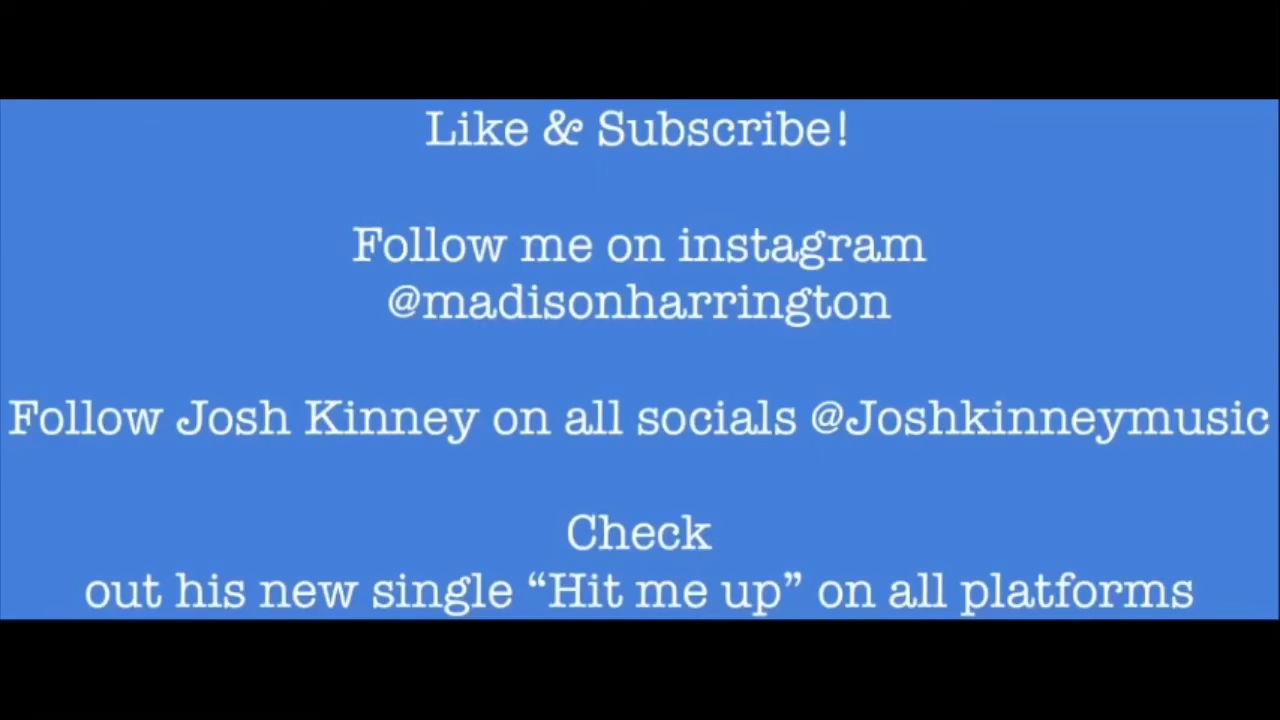 Like & Subscribe!
Follow me on instagram
@madisonharrington
Follow Josh Kinney on all socials @Joshkinneymusic
Check
out his new single “Hit me up” on all platforms